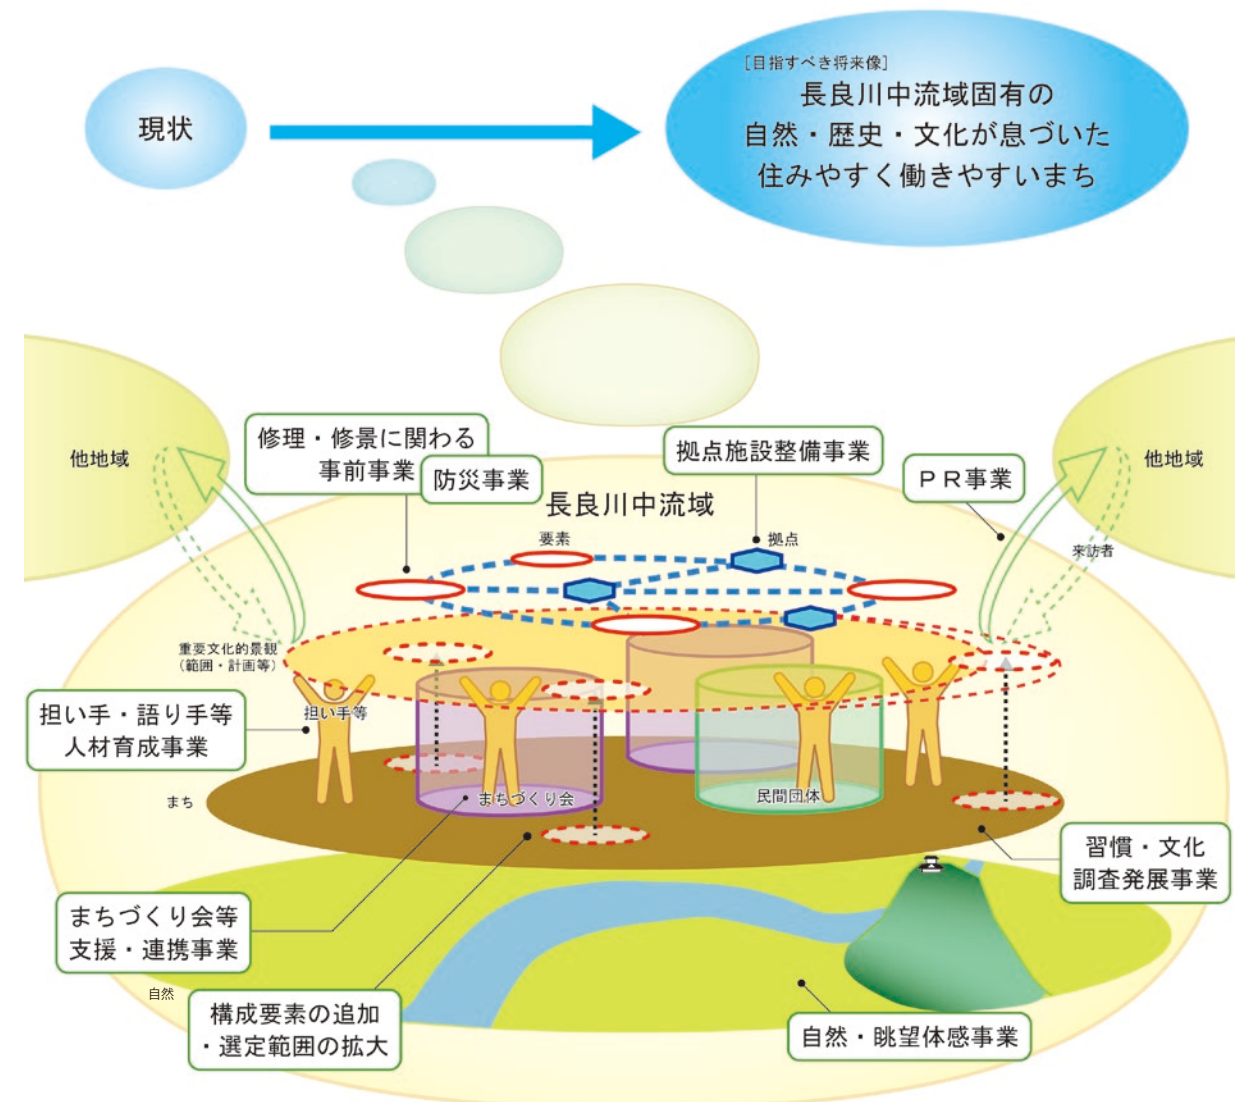 [目指すべき将来像]
長良川中流域固有の
自然・歴史・文化が息づいた
住みやすく働きやすいまち
現状
他地域
修理・修景に関わる
事前事業
防災事業
拠点施設整備事業
ＰＲ事業
他地域
長良川中流域
要素
拠点
来訪者
重要文化的景観
（範囲・計画等）
担い手・語り手等
人材育成事業
担い手等
まち
まちづくり会
民間団体
習慣・文化
調査発展事業
まちづくり会等
支援・連携事業
自然
構成要素の追加
・選定範囲の拡大
自然・眺望体感事業